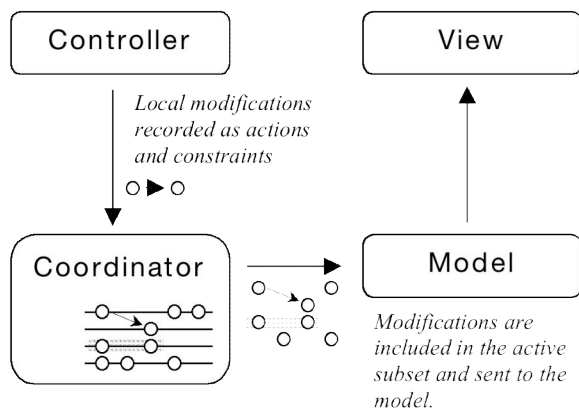 Controller
View
Local modifications
recorded as actions
and constraints
Coordinator
Model
Modifications are
included in the active
subset and sent to the
model.